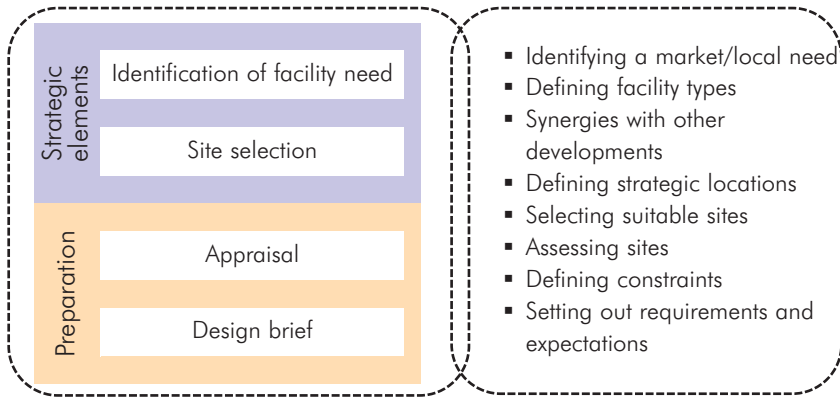 Strategic
elements
Identification of facility need
Site selection
Preparation
Appraisal
Design brief
▪ Identifying a market/local need
▪ Defining facility types
▪ Synergies with other
developments
▪ Defining strategic locations
▪ Selecting suitable sites
▪ Assessing sites
▪ Defining constraints
▪ Setting out requirements and
expectations